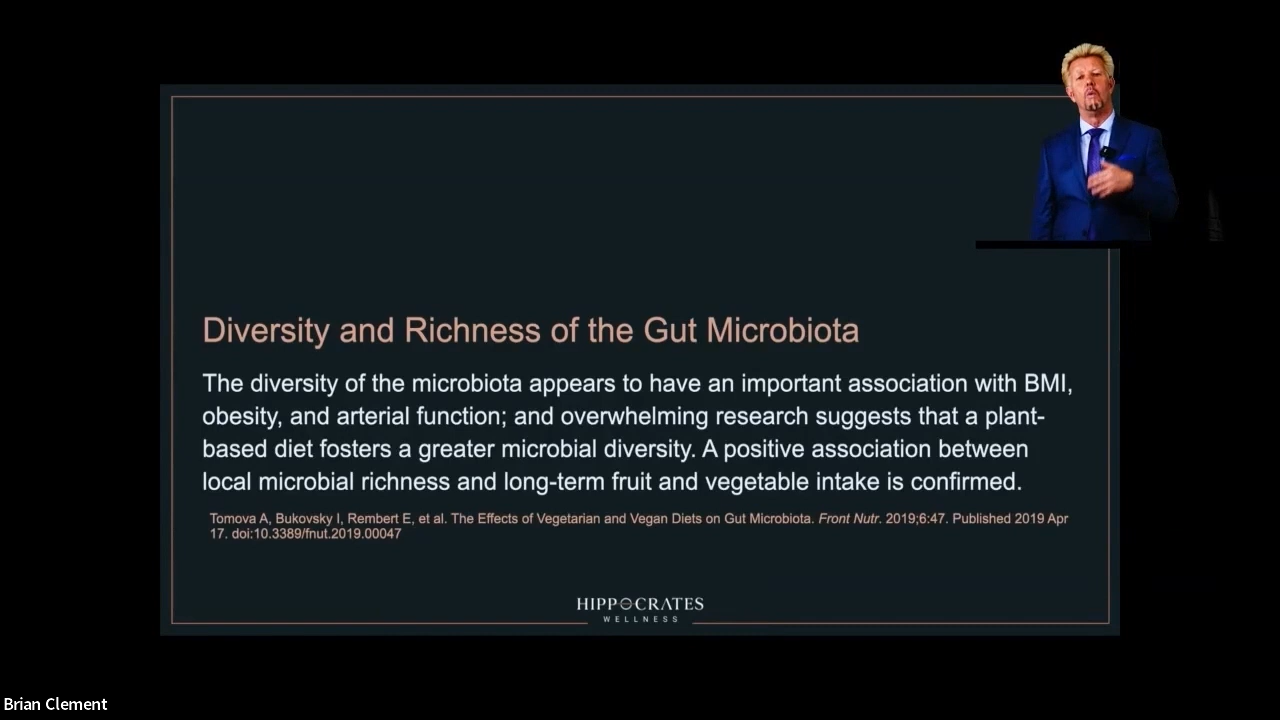 Diversity and Richness of the Gut Microbiota
The diversity of the microbiota appears to have an important association with BMI,
obesity, and arterial function; and overwhelming research suggests that a plant-
based diet fosters a greater microbial diversity. A positive association between
local microbial richness and long-term fruit and vegetable intake is confirmed.
Tomova A, Bukovsky I, Rembert E, et al. The Effects of Vegetarian and Vegan Diets on Gut Microbiota. Front Nutr. 2019;6:47. Published 2019 Apr
17. doi:10.3389/fnut.2019.00047
HIPPOCRATES
WELLNESS
Brian Clement